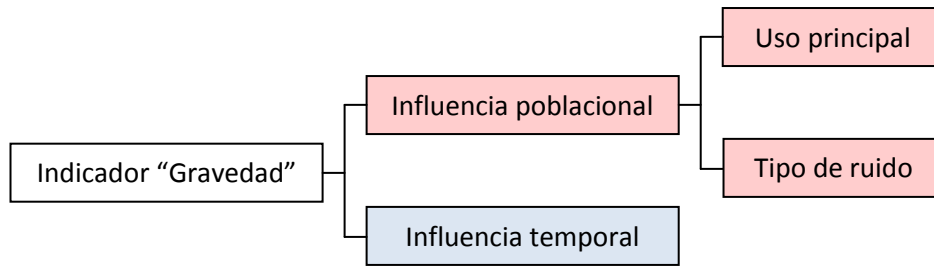 Uso principal
Influencia poblacional
Tipo de ruido
Indicador “Gravedad”
Influencia temporal